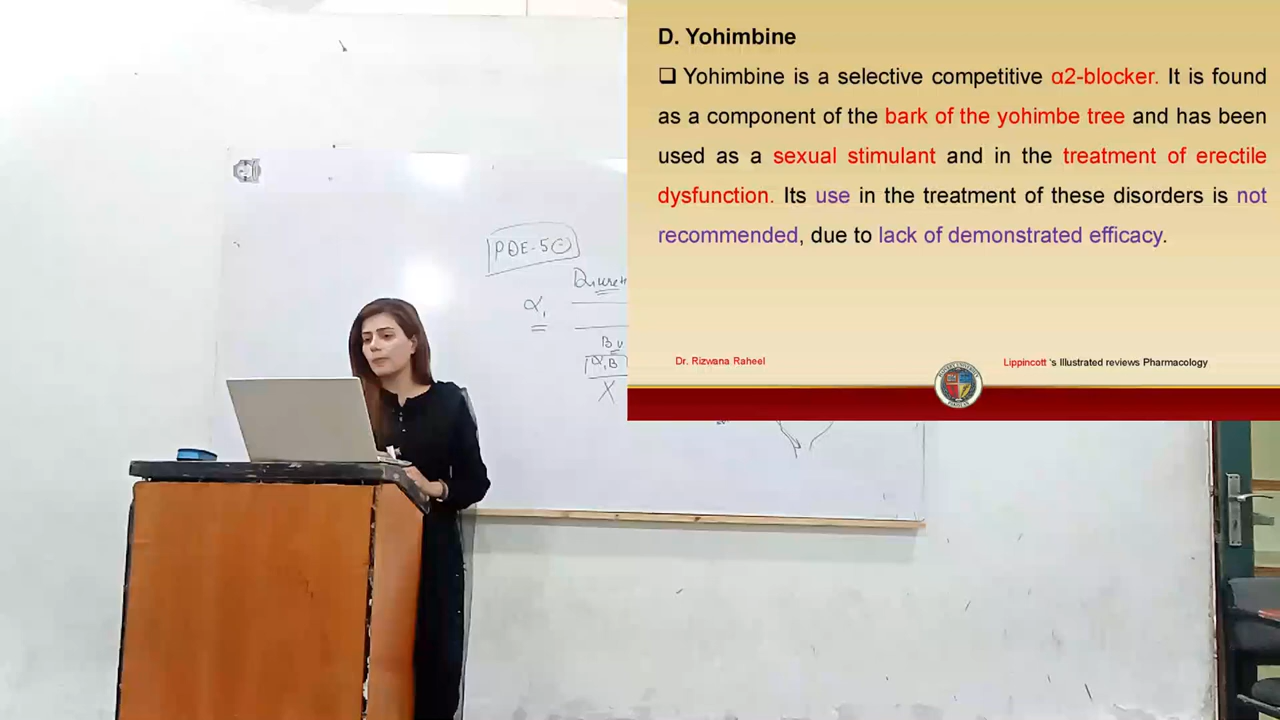 D. Yohimbine
❑ Yohimbine is a selective competitive α2-blocker. It is found
as a component of the bark of the yohimbe tree and has been
used as a sexual stimulant and in the treatment of erectile
dysfunction. Its use in the treatment of these disorders is not
recommended, due to lack of demonstrated efficacy.
Dr. Rizwana Raheel
Lippincott 's Illustrated reviews Pharmacology
PDE-5
α₁